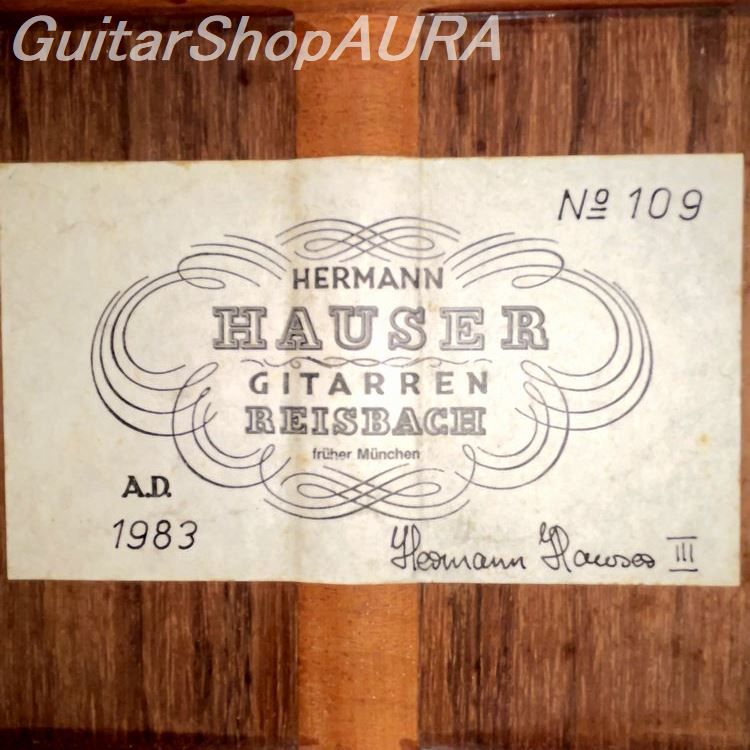 GuitarShopAURA
Nº 109
HERMANN
HAUSER
GITARREN
REISBACH
früher München
A.D.
1983
Hermann Hauser III